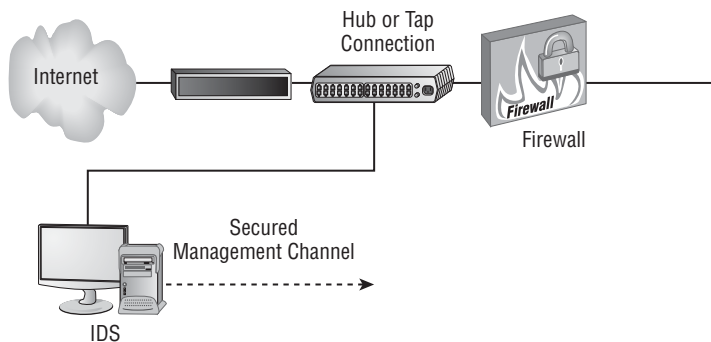 Hub or Tap
Connection
Internet
Firewall
Firewall
Secured
Management Channel
IDS